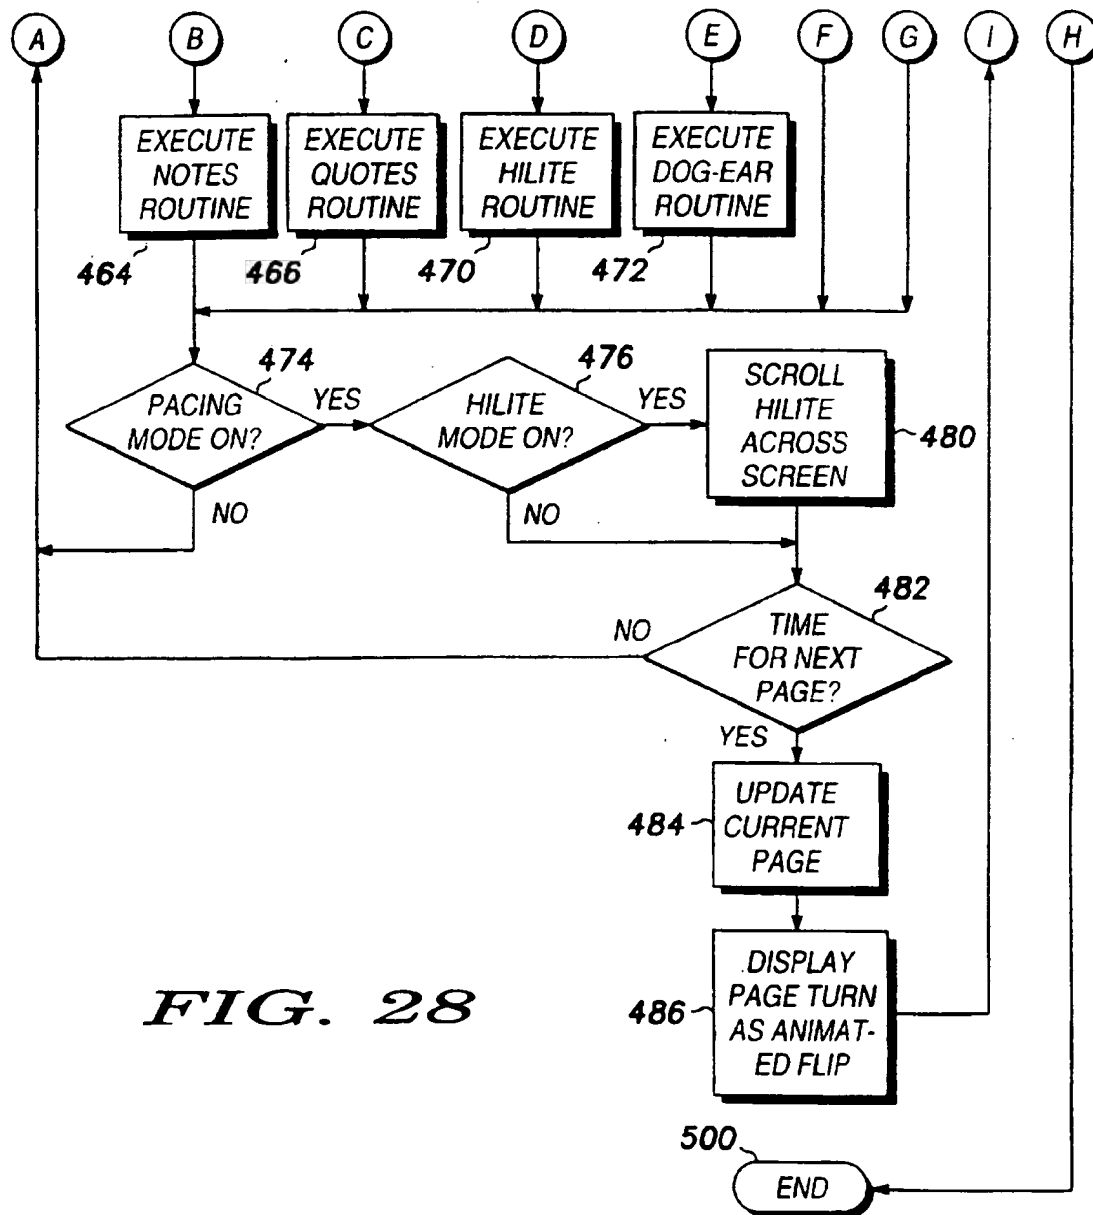 A B C D E F G I H
EXECUTE
NOTES
ROUTINE
EXECUTE
QUOTES
ROUTINE
EXECUTE
HILITE
ROUTINE
EXECUTE
DOG-EAR
ROUTINE
464
466
470
472
474
PACING
MODE ON?
YES
NO
476
HILITE
MODE ON?
YES
NO
SCROLL
HILITE
ACROSS
SCREEN
480
482
TIME
FOR NEXT
PAGE?
NO
YES
UPDATE
CURRENT
PAGE
484
DISPLAY
PAGE TURN
AS ANIMAT-
ED FLIP
486
FIG. 28
500
END